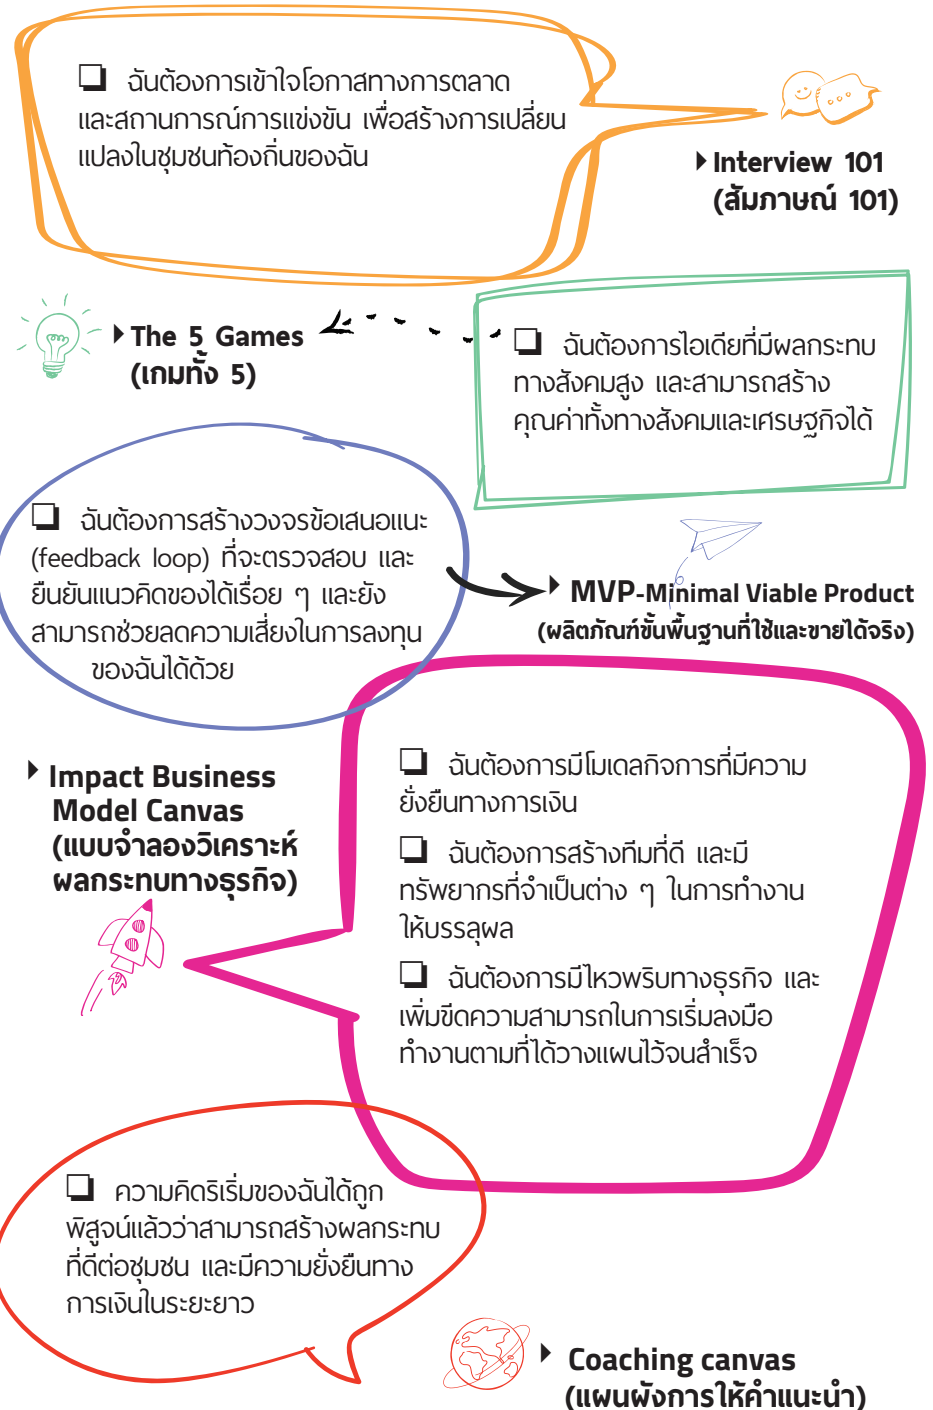 ❏ ฉันต้องการเข้าใจโอกาสทางการตลาด
และสถานการณ์การแข่งขัน เพื่อสร้างการเปลี่ยน
แปลงในชุมชนท้องถิ่นของฉัน
Interview 101
(สัมภาษณ์ 101)
The 5 Games
(เกมทั้ง 5)
❏ ฉันต้องการไอเดียที่มีผลกระทบ
ทางสังคมสูง และสามารถสร้าง
คุณค่าทั้งทางสังคมและเศรษฐกิจได้
❏ ฉันต้องการสร้างวงจรข้อเสนอแนะ
(feedback loop) ที่จะตรวจสอบ และ
ยืนยันแนวคิดของได้เรื่อย ๆ และยัง
สามารถช่วยลดความเสี่ยงในการลงทุน
ของฉันได้ด้วย
MVP-Minimal Viable Product
(ผลิตภัณฑ์ขั้นพื้นฐานที่ใช้และขายได้จริง)
Impact Business
Model Canvas
(แบบจำลองวิเคราะห์
ผลกระทบทางธุรกิจ)
❏ ฉันต้องการมีโมเดลกิจการที่มีความ
ยั่งยืนทางการเงิน
❏ ฉันต้องการสร้างทีมที่ดี และมี
ทรัพยากรที่จำเป็นต่าง ๆ ในการทำงาน
ให้บรรลุผล
❏ ฉันต้องการมีไหวพริบทางธุรกิจ และ
เพิ่มขีดความสามารถในการเริ่มลงมือ
ทำงานตามที่ได้วางแผนไว้จนสำเร็จ
❏ ความคิดริเริ่มของฉันได้ถูก
พิสูจน์แล้วว่าสามารถสร้างผลกระทบ
ที่ดีต่อชุมชน และมีความยั่งยืนทาง
การเงินในระยะยาว
Coaching canvas
(แผนผังการให้คำแนะนำ)